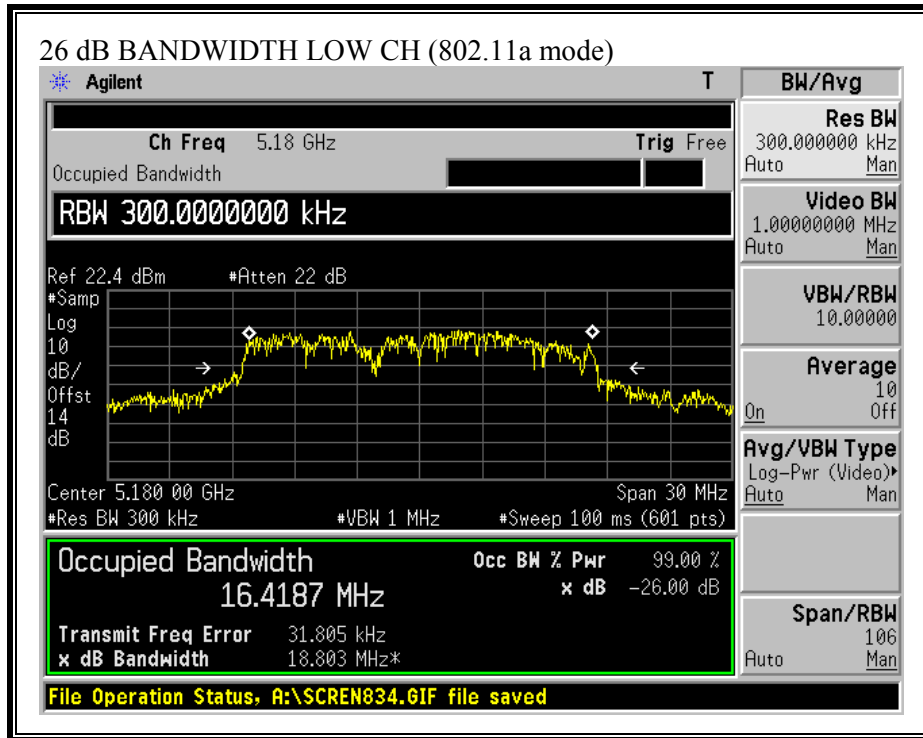 26 dB BANDWIDTH LOW CH (802.11a mode)
Agilent T
Ch Freq 5.18 GHz Trig Free
Occupied Bandwidth
RBW 300.0000000 kHz
Ref 22.4 dBm #Atten 22 dB
#Samp
Log
10
dB/
Offst
14
dB
Center 5.180 00 GHz Span 30 MHz
#Res BW 300 kHz #VBW 1 MHz #Sweep 100 ms (601 pts)
Occupied Bandwidth
16.4187 MHz
Occ BW % Pwr 99.00 %
x dB -26.00 dB
Transmit Freq Error 31.805 kHz
x dB Bandwidth 18.803 MHz*
File Operation Status, A:\SCREN834.GIF file saved
BW/Avg
Res BW
300.000000 kHz
Auto Man
Video BW
1.00000000 MHz
Auto Man
VBW/RBW
10.00000
Average
10
On Off
Avg/VBW Type
Log-Pwr (Video)
Auto Man
Span/RBW
106
Auto Man